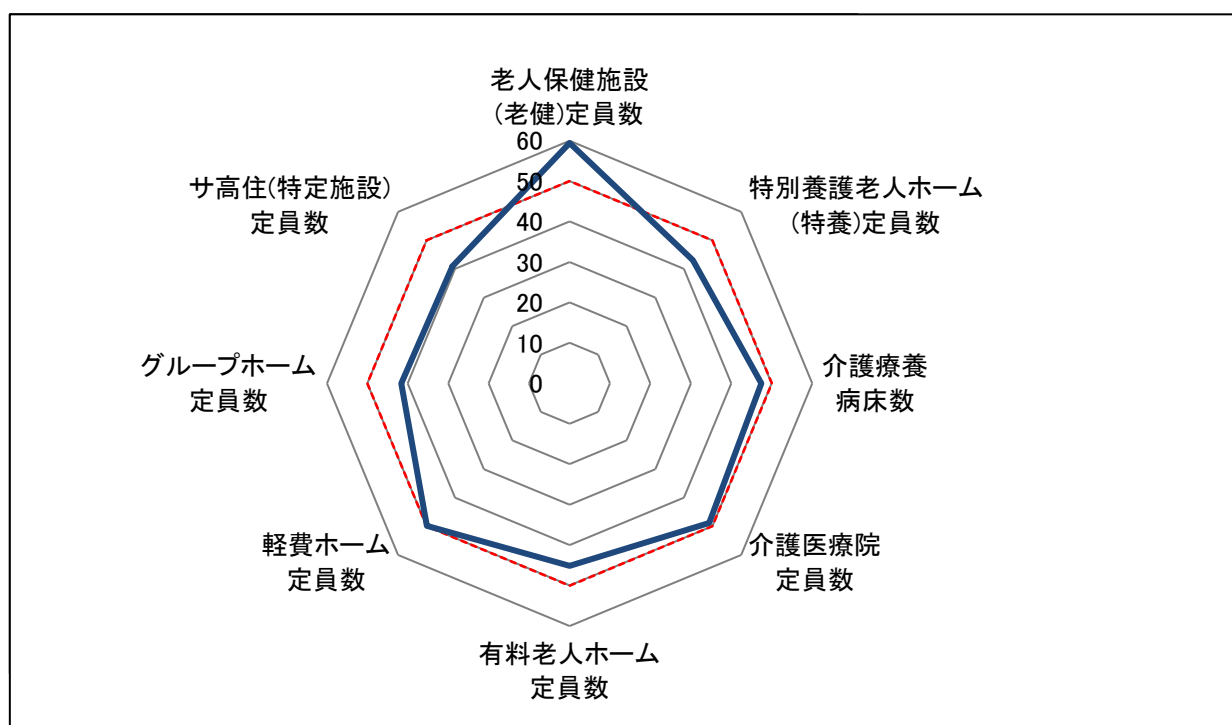 老人保健施設
(老健)定員数
特別養護老人ホーム
(特養)定員数
介護療養
病床数
介護医療院
定員数
有料老人ホーム
定員数
軽費ホーム
定員数
グループホーム
定員数
サ高住(特定施設)
定員数
60
50
40
30
20
10
0